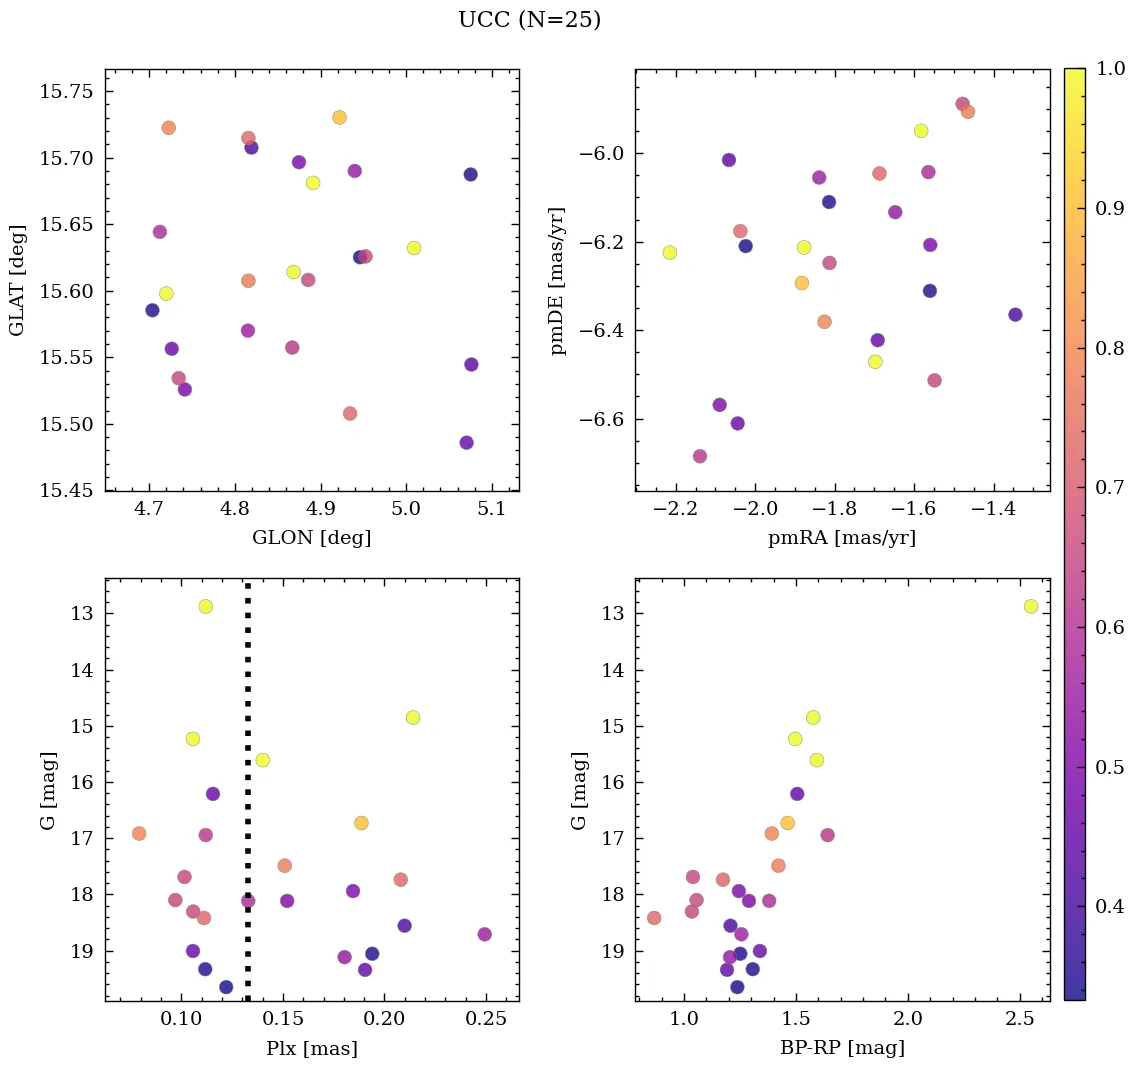 UCC (N=25)
15.75
15.70
15.65
15.60
15.55
15.50
15.45
GLAT [deg]
4.7 4.8 4.9 5.0 5.1
GLON [deg]
−6.0
−6.2
−6.4
−6.6
pmDE [mas/yr]
−2.2 −2.0 −1.8 −1.6 −1.4
pmRA [mas/yr]
13
14
15
16
17
18
19
G [mag]
0.10 0.15 0.20 0.25
Plx [mas]
13
14
15
16
17
18
19
G [mag]
1.0 1.5 2.0 2.5
BP-RP [mag]
1.0
0.9
0.8
0.7
0.6
0.5
0.4